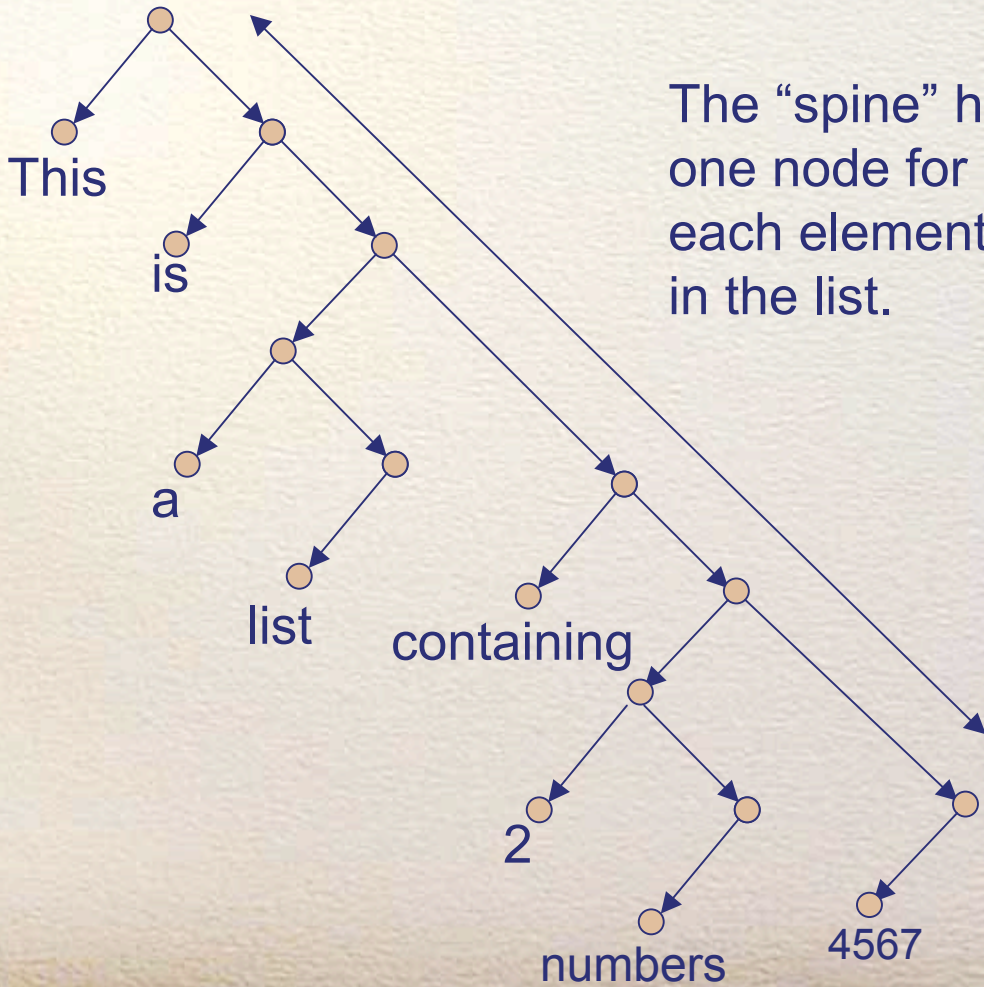 The “spine” h
one node for
each element
in the list.
This
is
a
list
containing
2
numbers
4567